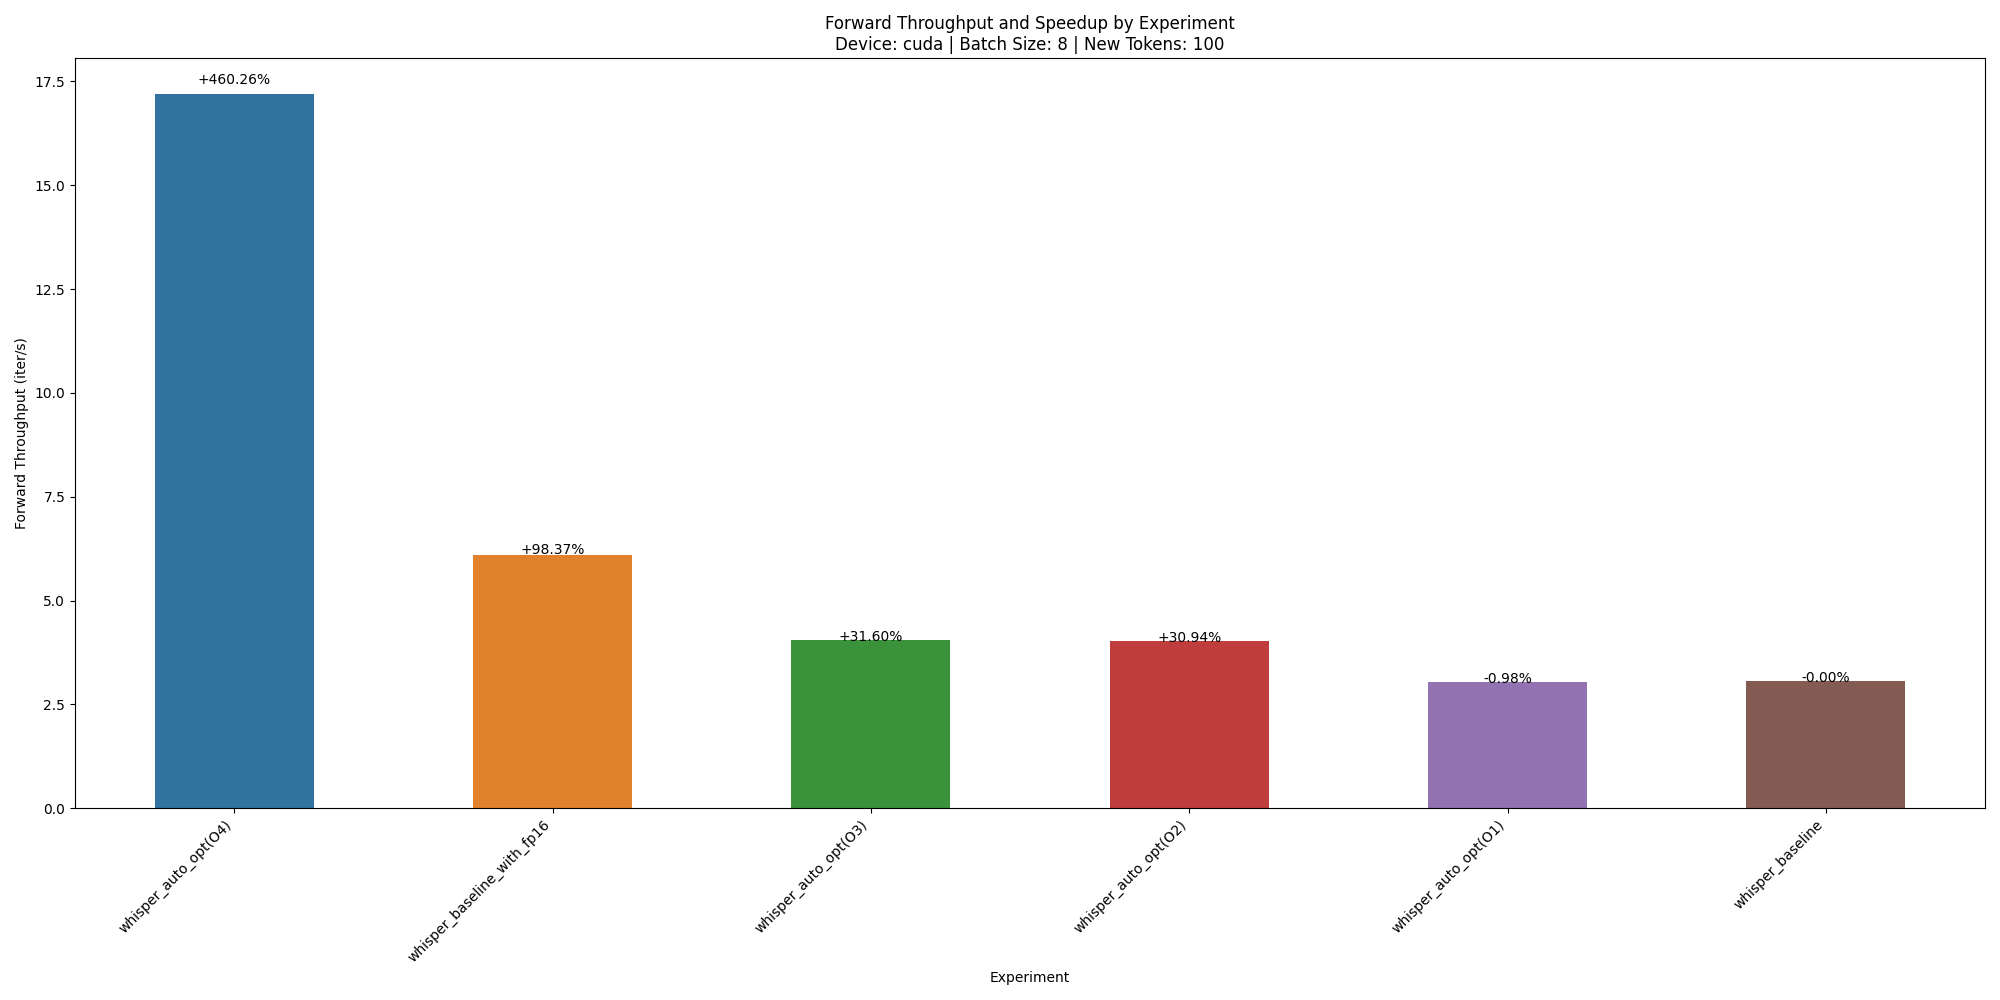 Forward Throughput and Speedup by Experiment
Device: cuda | Batch Size: 8 | New Tokens: 100
Forward Throughput (iter/s)
17.5
15.0
12.5
10.0
7.5
5.0
2.5
0.0
+460.26%
+98.37%
+31.60%
+30.94%
-0.98%
-0.00%
whisper_auto_opt(O4)
whisper_baseline_with_fp16
whisper_auto_opt(O3)
whisper_auto_opt(O2)
whisper_auto_opt(O1)
whisper_baseline
Experiment